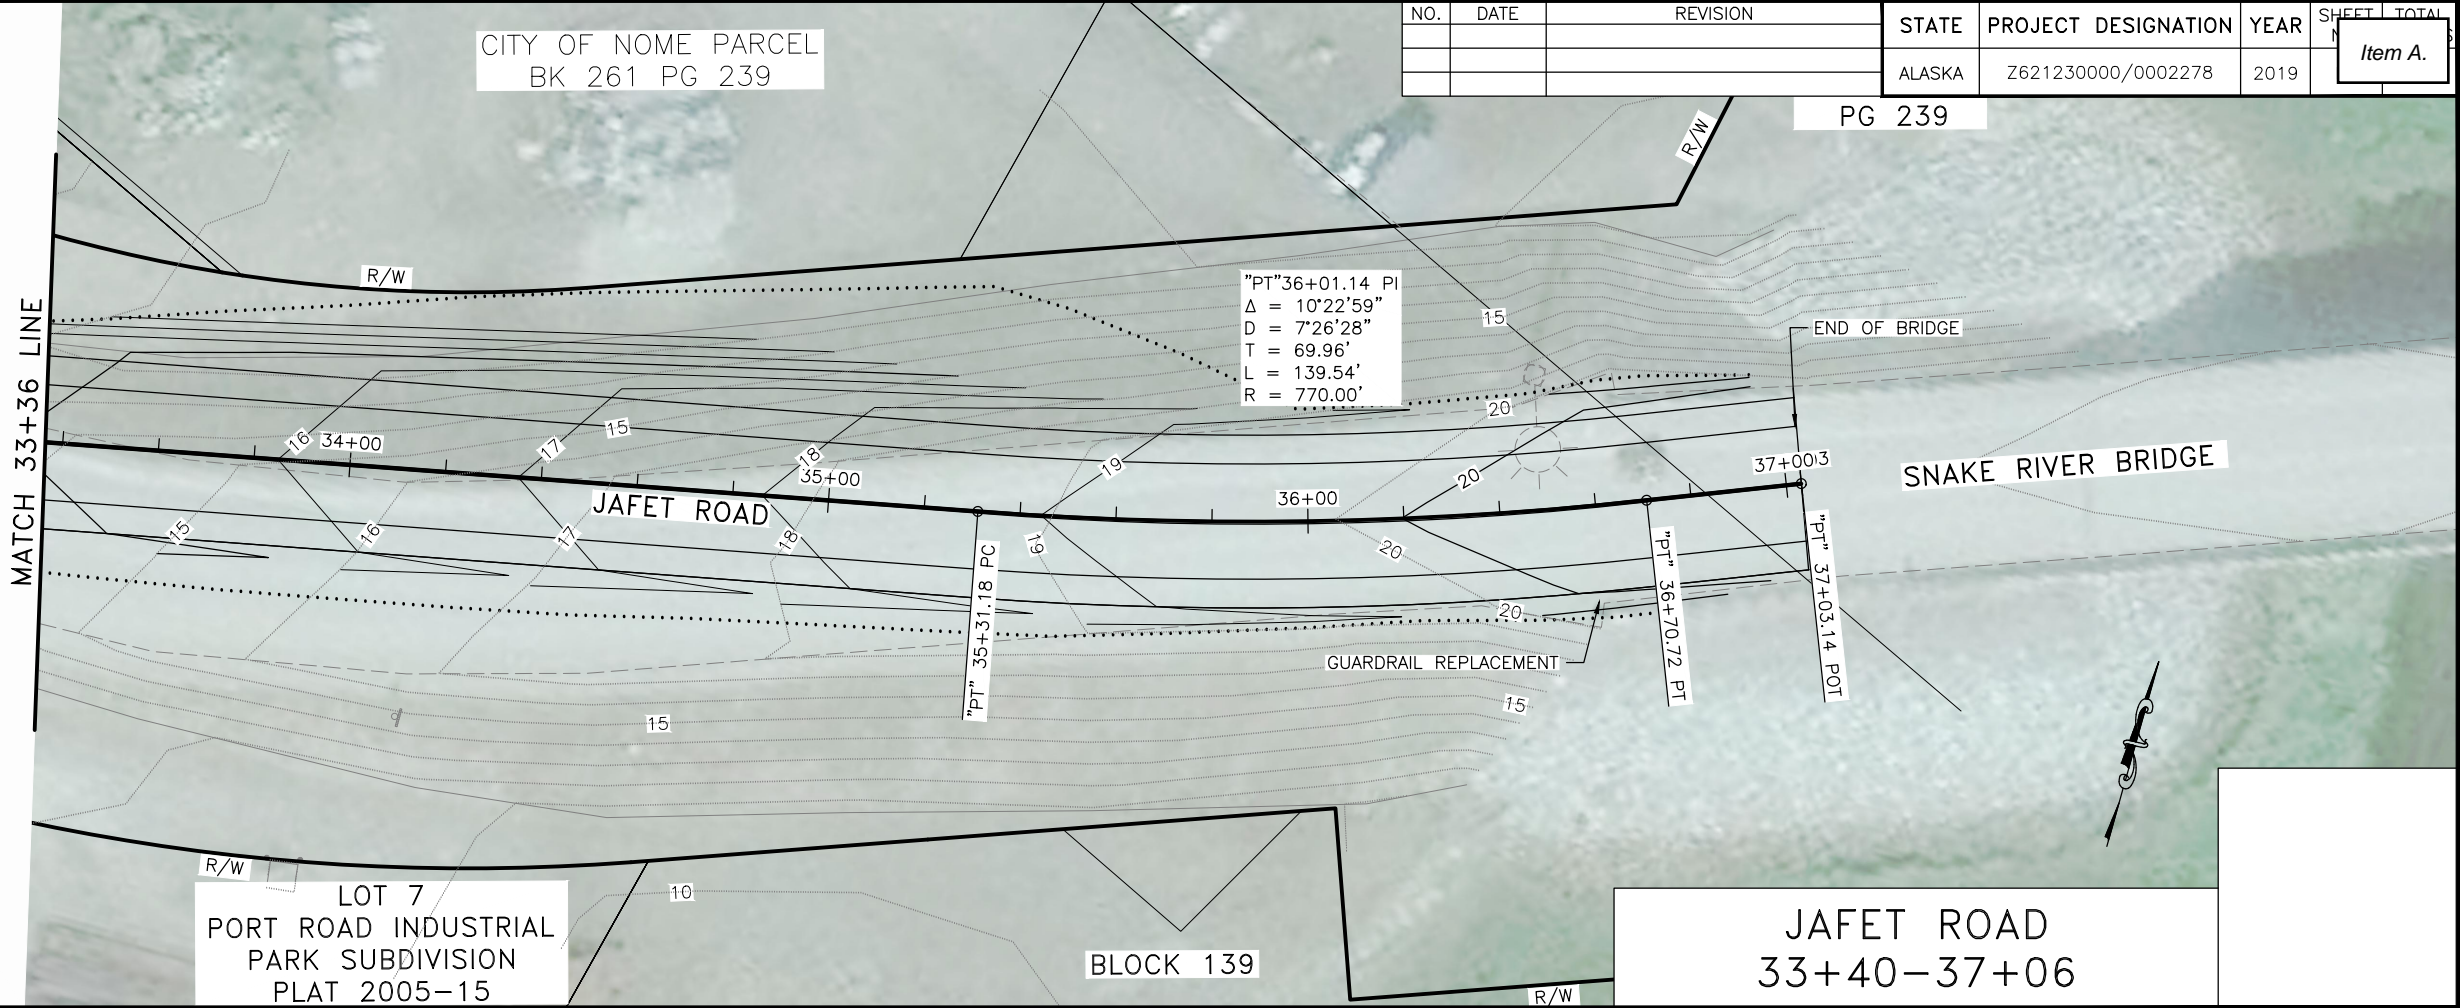 CITY OF NOME PARCEL
BK 261 PG 239
NO. DATE REVISION
STATE PROJECT DESIGNATION YEAR
ALASKA Z621230000/0002278 2019
SHEET TOTAL
Item A.
PG 239
R/W
R/W
MATCH 33+36 LINE
"PT"36+01.14 PI
Δ = 10°22'59"
D = 7°26'28"
T = 69.96'
L = 139.54'
R = 770.00'
15
END OF BRIDGE
20
16
34+00
17
15
18
35+00
19
20
36+00
37+00
SNAKE RIVER BRIDGE
JAFET ROAD
15
16
17
18
19
20
20
"PT" 35+31.18 PC
"PT" 36+70.72 PT
"PT" 37+03.14 POT
GUARDRAIL REPLACEMENT
15
15
R/W
LOT 7
PORT ROAD INDUSTRIAL
PARK SUBDIVISION
PLAT 2005-15
10
BLOCK 139
R/W
JAFET ROAD
33+40-37+06